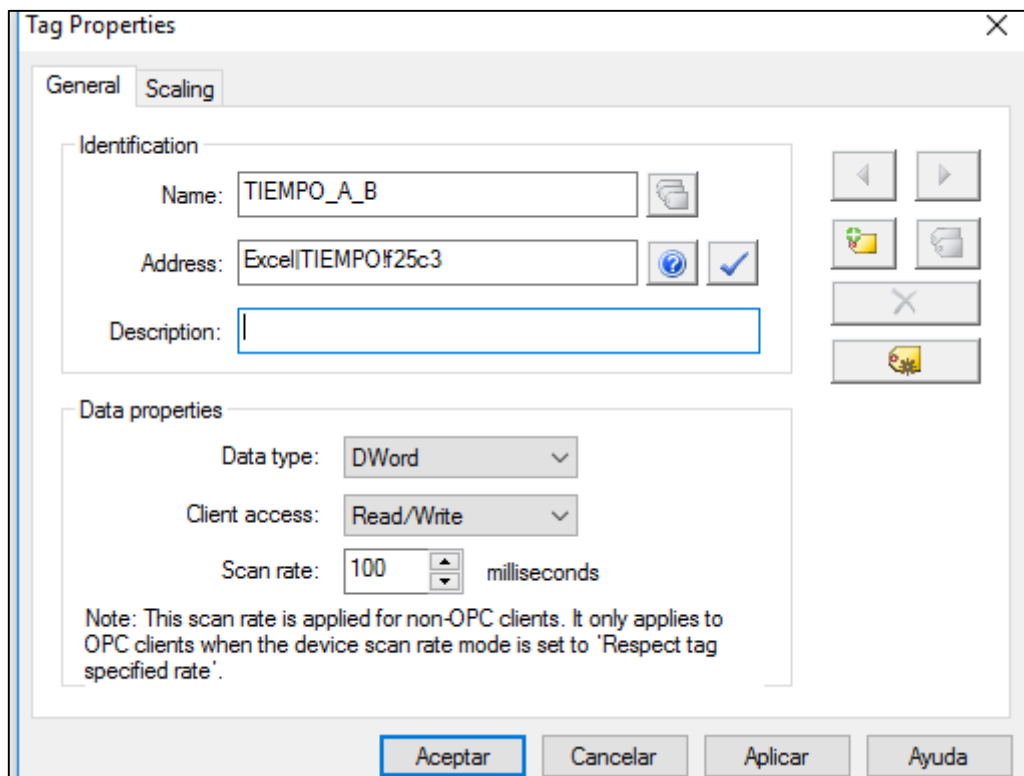 Tag Properties
General
Scaling
Identification
Name:
TIEMPO_A_B
Address:
Excel|TIEMPO!f25c3
Description:
Data properties
Data type:
DWord
Client access:
Read/Write
Scan rate:
100
milliseconds
Note: This scan rate is applied for non-OPC clients. It only applies to
OPC clients when the device scan rate mode is set to 'Respect tag
specified rate'.
Aceptar
Cancelar
Aplicar
Ayuda